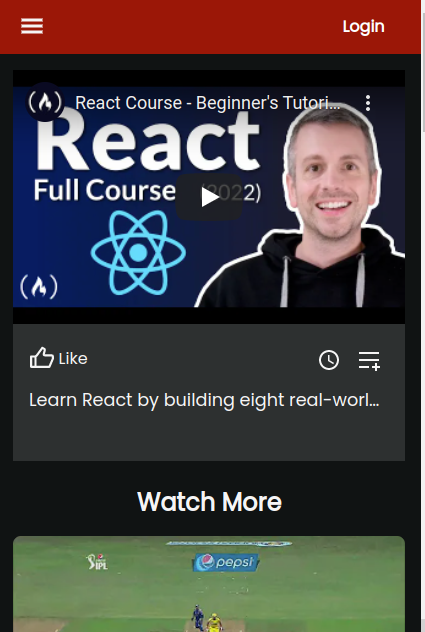 Login
React Course - Beginner's Tutori...
React
Full Course (2022)
Like
Learn React by building eight real-worl...
Watch More
IPL
pepsi